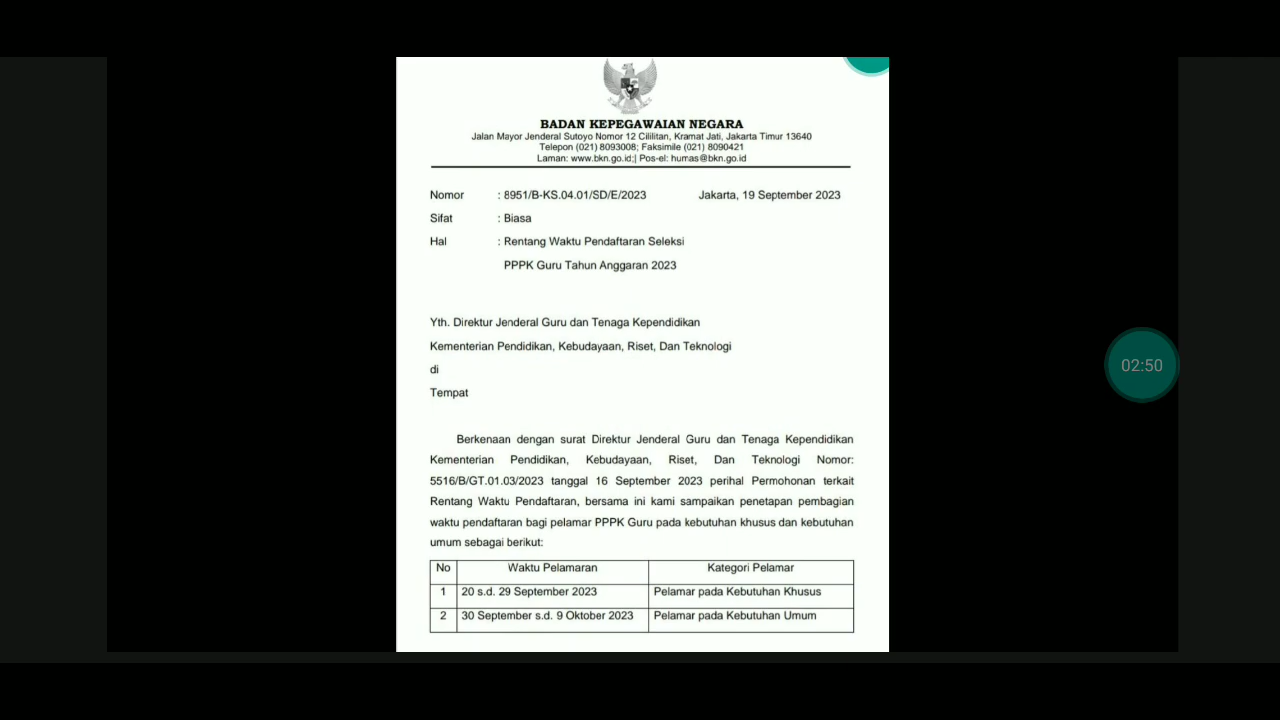 BADAN KEPEGAWAIAN NEGARA
Jalan Mayor Jenderal Sutoyo Nomor 12 Cililitan, Kramat Jati, Jakarta Timur 13640
Telepon (021) 8093008; Faksimile (021) 8090421
Laman: www.bkn.go.id;| Pos-el: humas@bkn.go.id
Nomor : 8951/B-KS.04.01/SD/E/2023 Jakarta, 19 September 2023
Sifat : Biasa
Hal : Rentang Waktu Pendaftaran Seleksi
PPPK Guru Tahun Anggaran 2023
Yth. Direktur Jenderal Guru dan Tenaga Kependidikan
Kementerian Pendidikan, Kebudayaan, Riset, Dan Teknologi
di
Tempat
02:50
Berkenaan dengan surat Direktur Jenderal Guru dan Tenaga Kependidikan
Kementerian Pendidikan, Kebudayaan, Riset, Dan Teknologi Nomor:
5516/B/GT.01.03/2023 tanggal 16 September 2023 perihal Permohonan terkait
Rentang Waktu Pendaftaran, bersama ini kami sampaikan penetapan pembagian
waktu pendaftaran bagi pelamar PPPK Guru pada kebutuhan khusus dan kebutuhan
umum sebagai berikut:
No Waktu Pelamaran Kategori Pelamar
1 20 s.d. 29 September 2023 Pelamar pada Kebutuhan Khusus
2 30 September s.d. 9 Oktober 2023 Pelamar pada Kebutuhan Umum